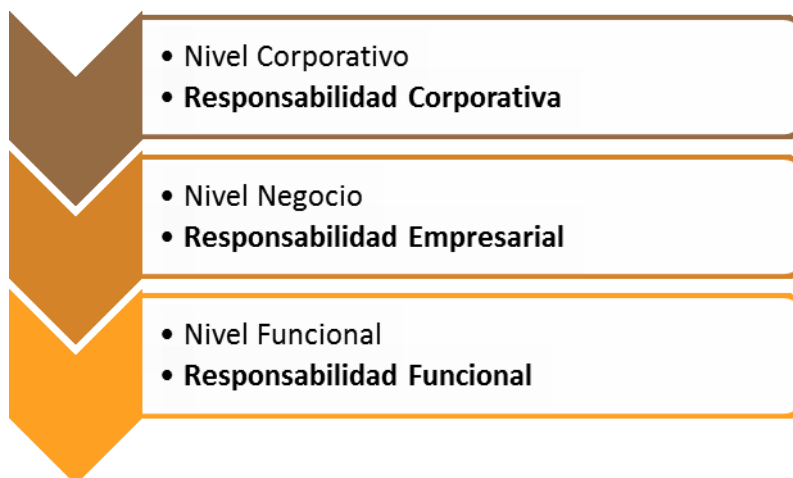 • Nivel Corporativo
• Responsabilidad Corporativa
• Nivel Negocio
• Responsabilidad Empresarial
• Nivel Funcional
• Responsabilidad Funcional